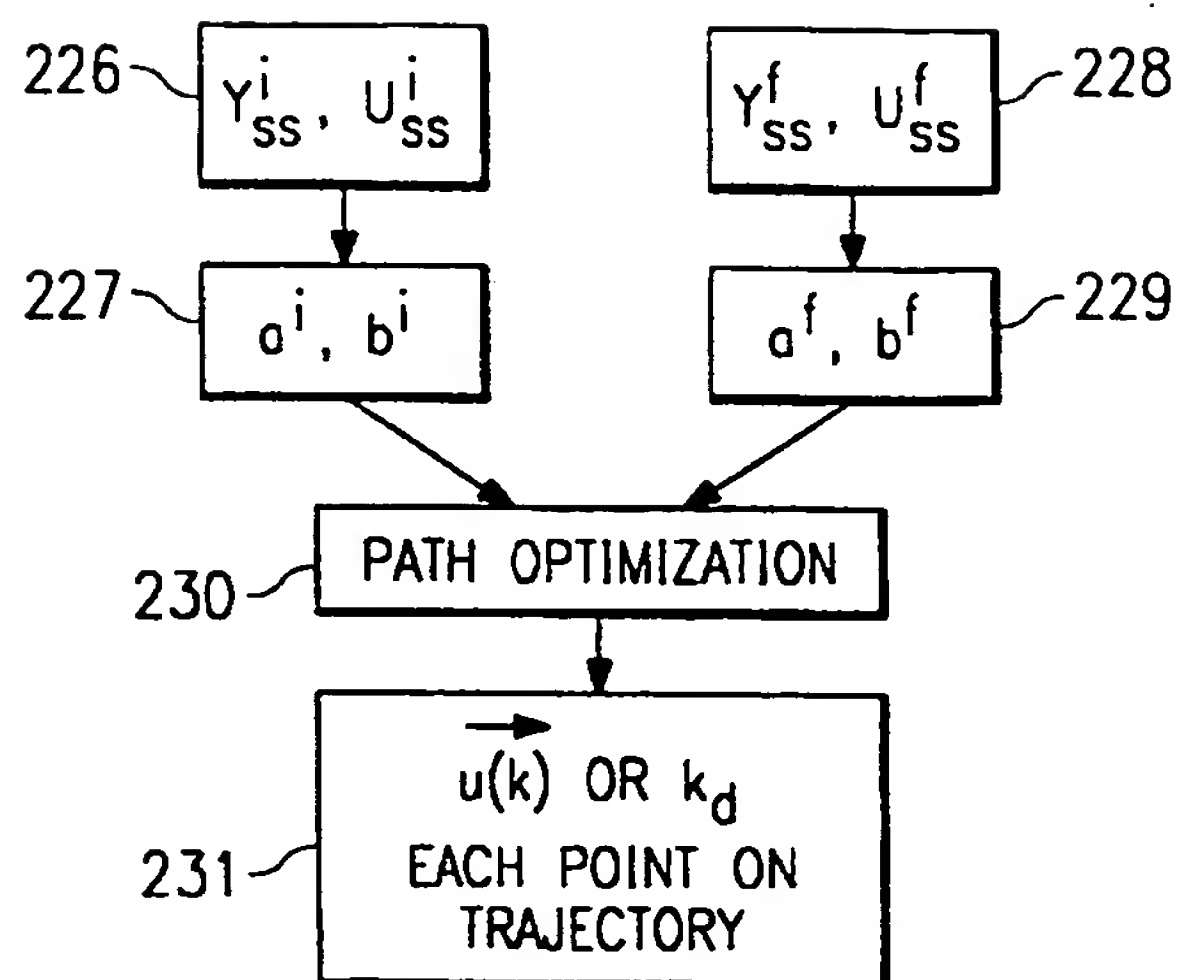 226
Y^i_ss, U^i_ss
Y^f_ss, U^f_ss
228
227
a^i, b^i
a^f, b^f
229
PATH OPTIMIZATION
230
u(k) OR k_d
EACH POINT ON
TRAJECTORY
231